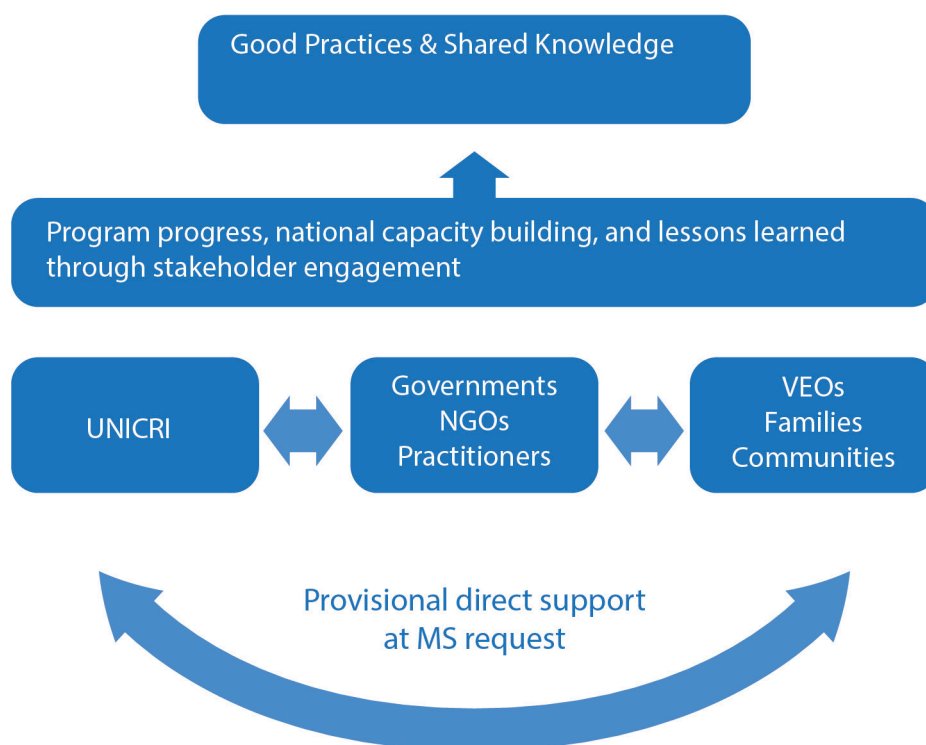 Good Practices & Shared Knowledge
Program progress, national capacity building, and lessons learned
through stakeholder engagement
UNICRI
Governments
NGOs
Practitioners
VEOs
Families
Communities
Provisional direct support
at MS request